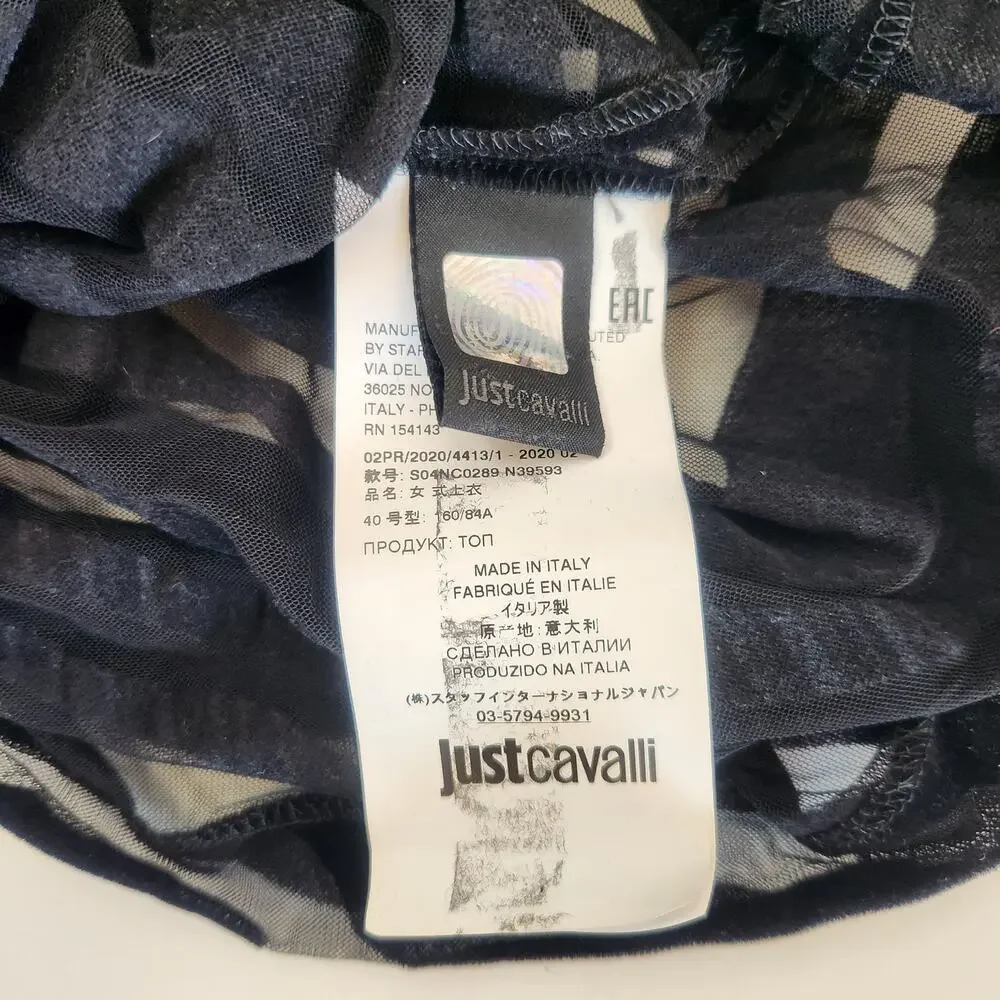 EAC
justcavalli
MANUF UTED
BY STAF A.
VIA DEL
36025 NO
ITALY - PH
RN 154143
02PR/2020/4413/1 - 2020 02
款号: S04NC0289 N39593
品名: 女 式上衣
40 号型: 160/84A
ПРОДУКТ: ТОП
MADE IN ITALY
FABRIQUÉ EN ITALIE
イタリア製
原 地: 意大利
СДЕЛАНО В ИТАЛИИ
PRODUZIDO NA ITALIA
(株)スタッフインターナショナルジャパン
03-5794-9931
justcavalli